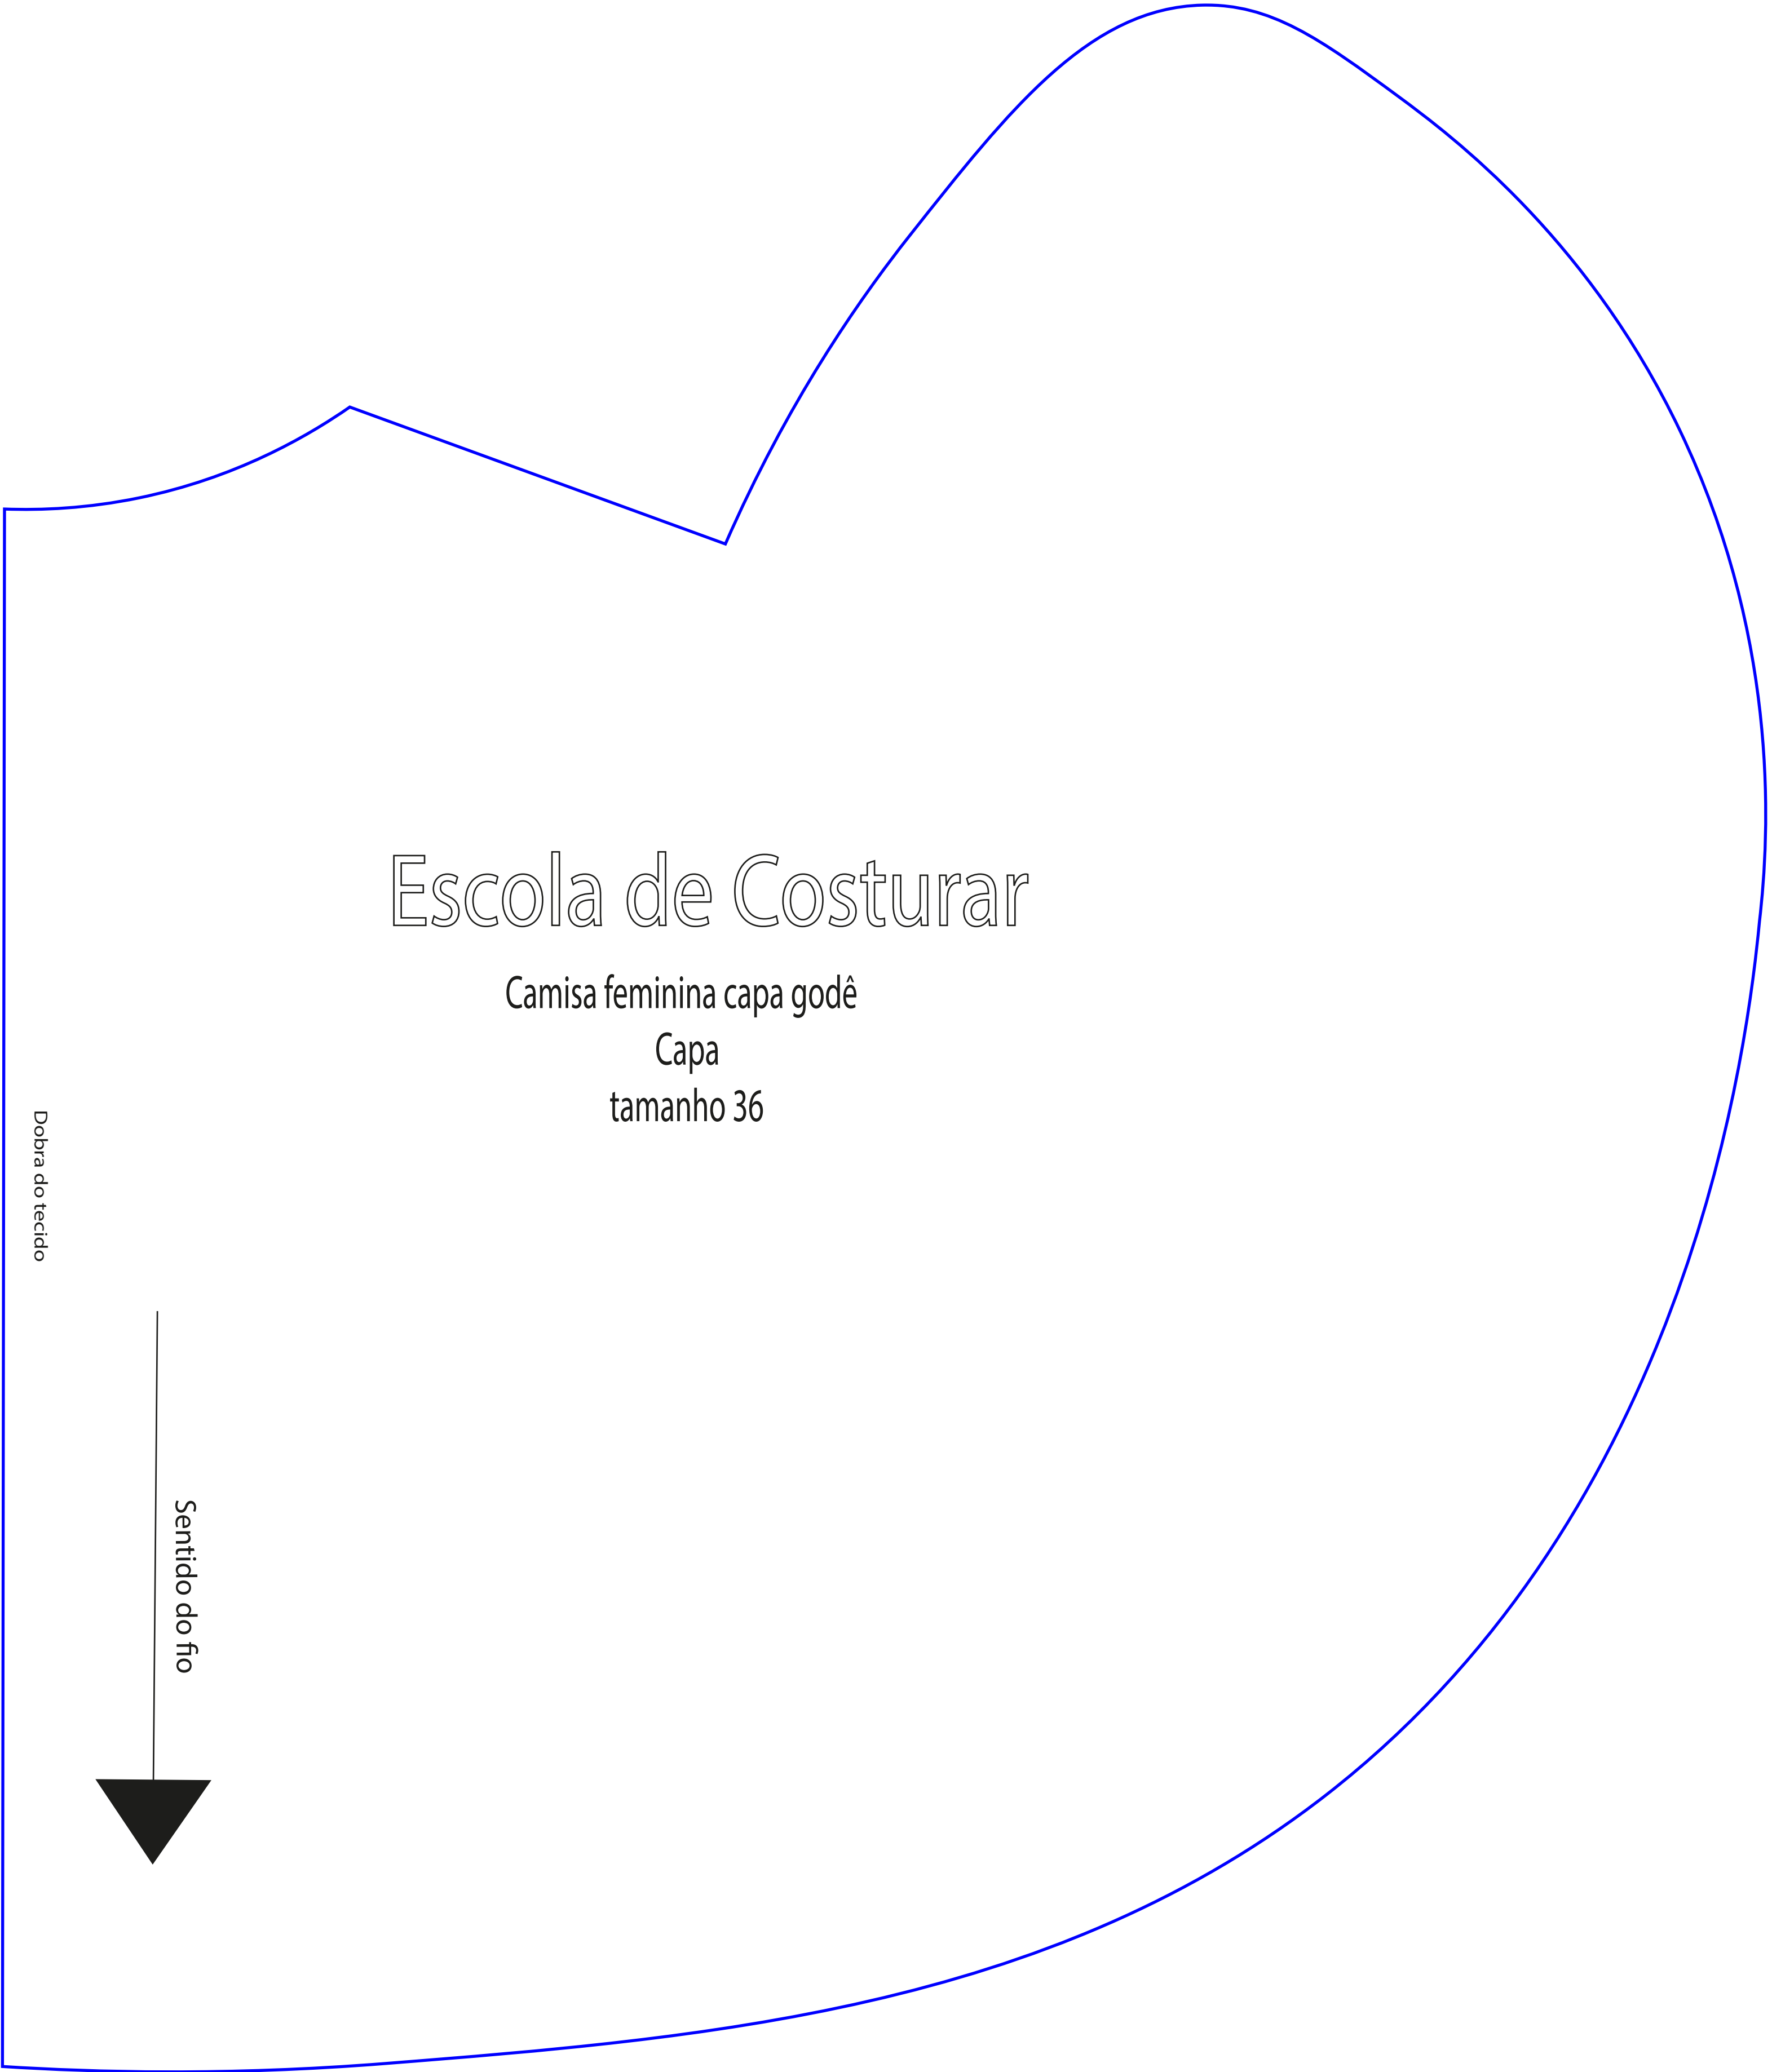 Escola de Costurar
Camisa feminina capa godê
Capa
tamanho 36
Dobra do tecido
Sentido do fio